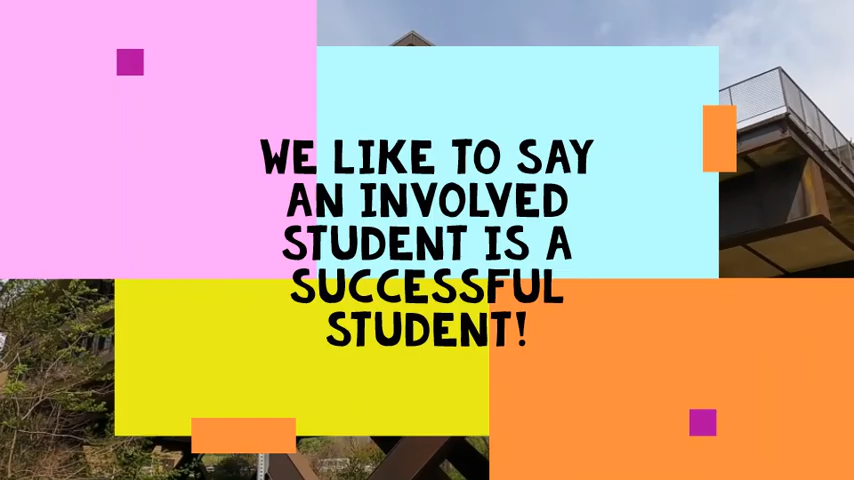 WE LIKE TO SAY
AN INVOLVED
STUDENT IS A
SUCCESSFUL
STUDENT!